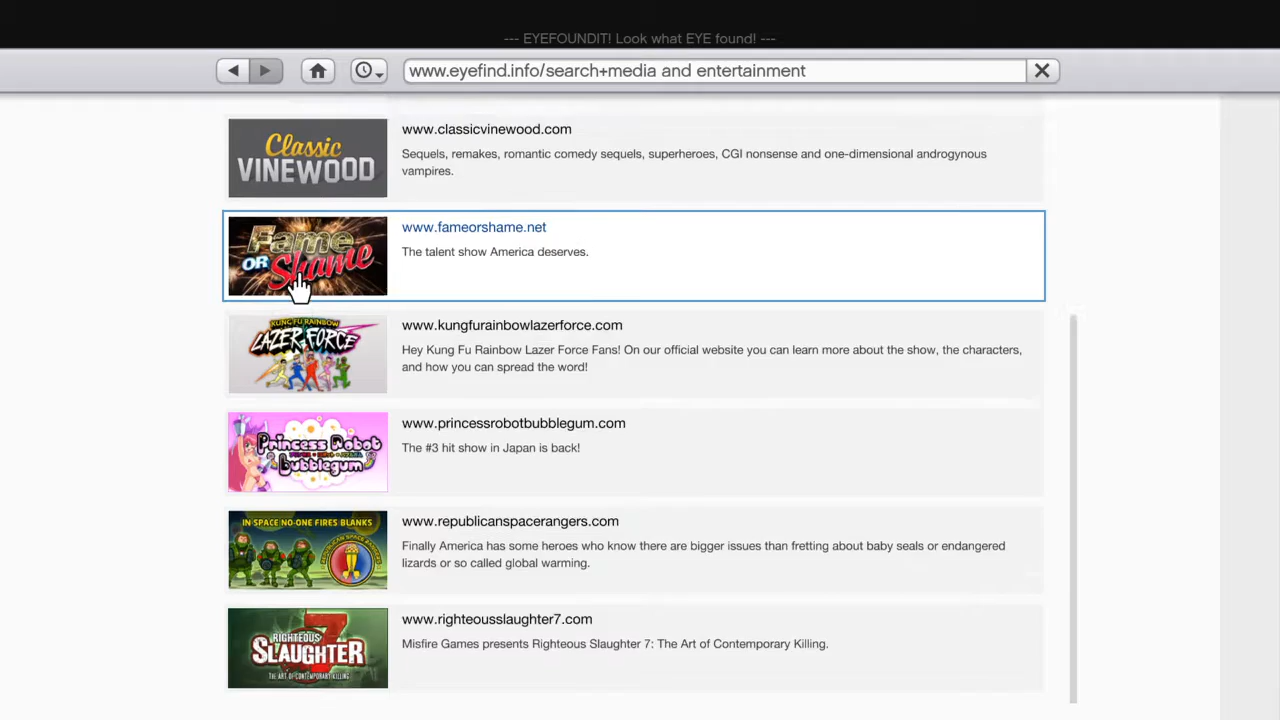 --- EYEFOUNDIT! Look what EYE found! ---
www.eyefind.info/search+media and entertainment
Classic
VINEWOOD
www.classicvinewood.com
Sequels, remakes, romantic comedy sequels, superheroes, CGI nonsense and one-dimensional androgynous
vampires.
Fame
OR Shame
www.fameorshame.net
The talent show America deserves.
KUNG FU RAINBOW
LAZER FORCE
www.kungfurainbowlazerforce.com
Hey Kung Fu Rainbow Lazer Force Fans! On our official website you can learn more about the show, the characters,
and how you can spread the word!
Princess Robot
Bubblegum
www.princessrobotbubblegum.com
The #3 hit show in Japan is back!
IN SPACE NO-ONE FIRES BLANKS
www.republicanspacerangers.com
Finally America has some heroes who know there are bigger issues than fretting about baby seals or endangered
lizards or so called global warming.
RIGHTEOUS
SLAUGHTER
7
THE ART OF CONTEMPORARY KILLING
www.righteousslaughter7.com
Misfire Games presents Righteous Slaughter 7: The Art of Contemporary Killing.